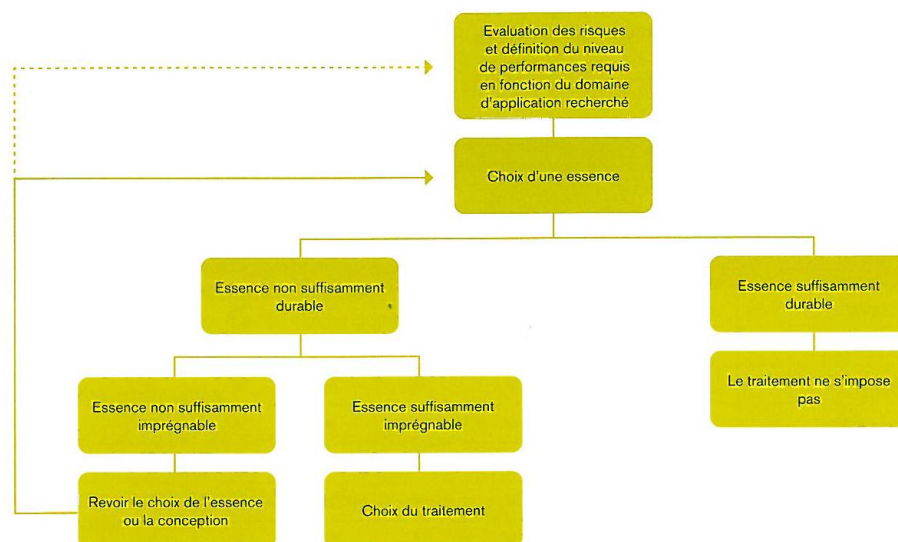 Evaluation des risques
et définition du niveau
de performances requis
en fonction du domaine
d'application recherché
Choix d'une essence
Essence non suffisamment
durable
Essence suffisamment
durable
Essence non suffisamment
imprégnable
Essence suffisamment
imprégnable
Le traitement ne s'impose
pas
Revoir le choix de l'essence
ou la conception
Choix du traitement